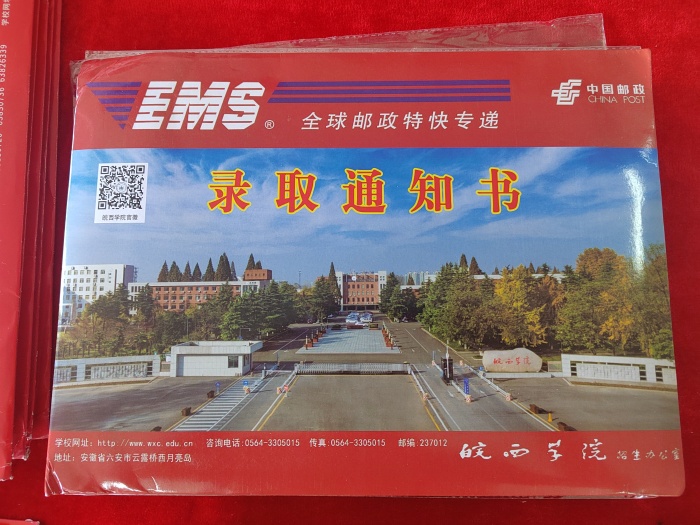 EMS ® 全球邮政特快专递
中国邮政
CHINA POST
录取通知书
皖西学院官微
皖西学院
学校网址：http://www.wxc.edu.cn 咨询电话:0564-3305015 传真:0564-3305015 邮编:237012
地址：安徽省六安市云露桥西月亮岛
皖西学院 招生办公室
63826339